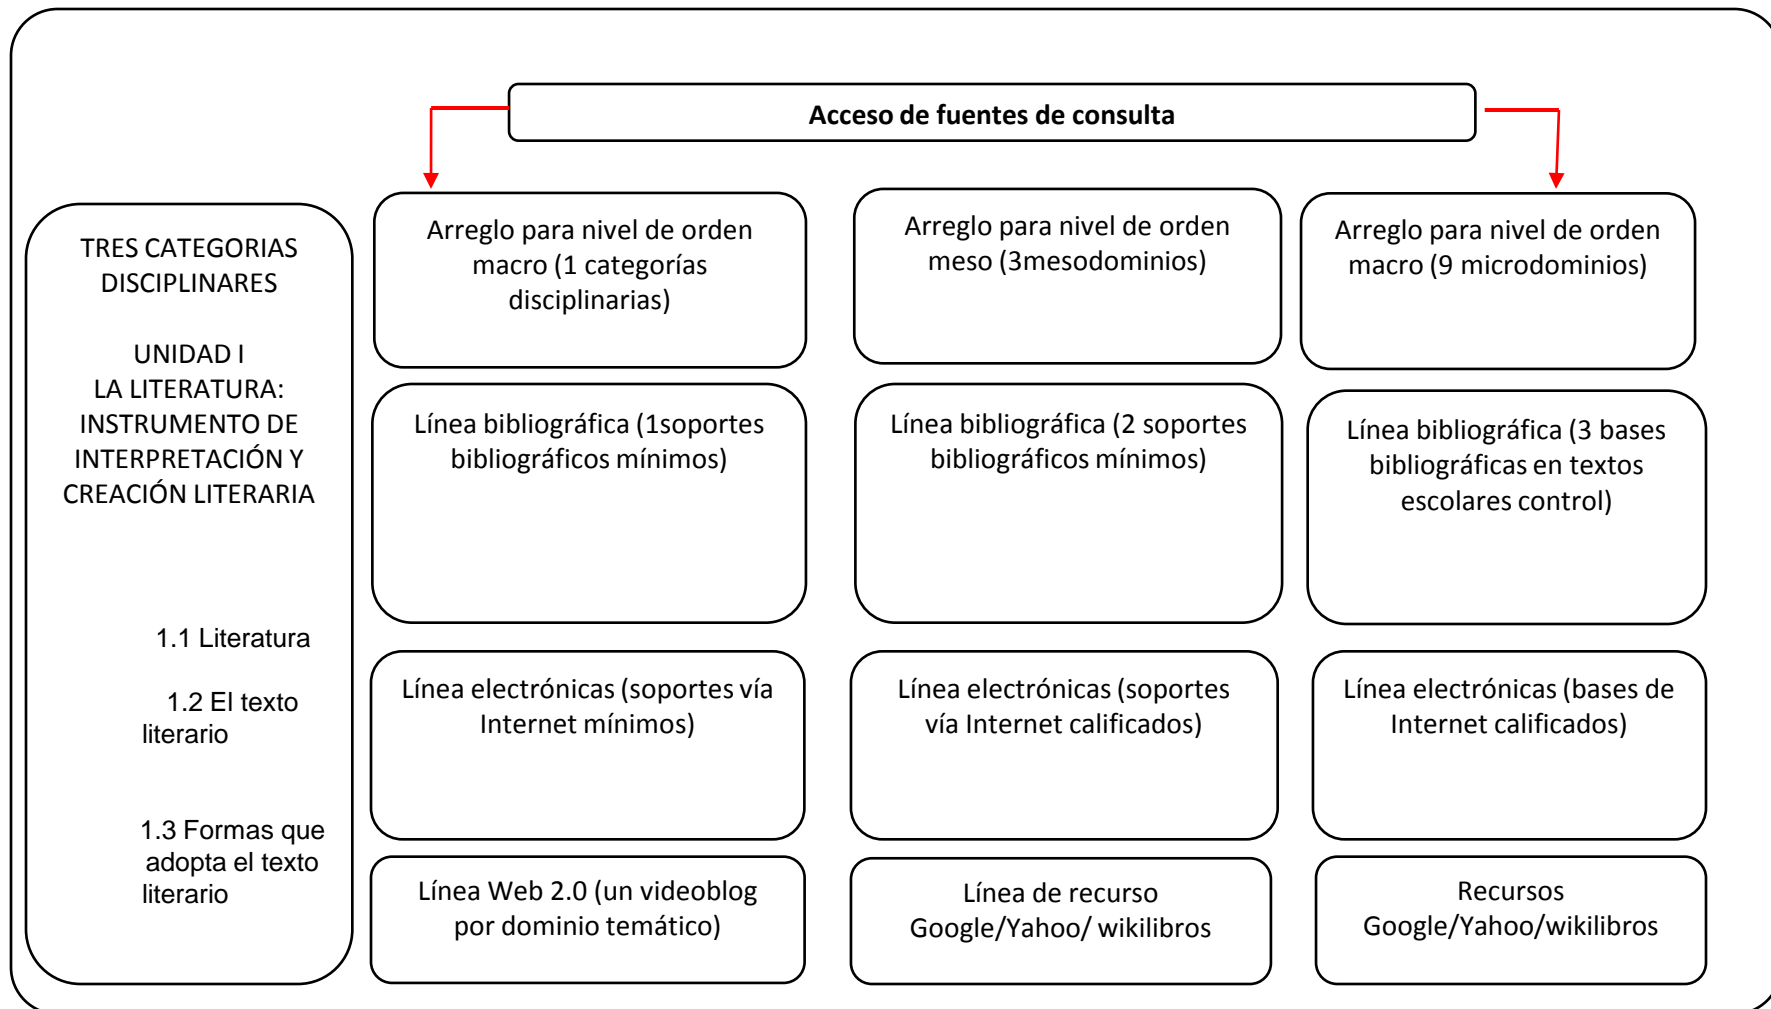 Acceso de fuentes de consulta
TRES CATEGORIAS
DISCIPLINARES
UNIDAD I
LA LITERATURA:
INSTRUMENTO DE
INTERPRETACIÓN Y
CREACIÓN LITERARIA
1.1 Literatura
1.2 El texto
literario
1.3 Formas que
adopta el texto
literario
Arreglo para nivel de orden
macro (1 categorías
disciplinarias)
Arreglo para nivel de orden
meso (3mesodominios)
Arreglo para nivel de orden
macro (9 microdominios)
Línea bibliográfica (1soportes
bibliográficos mínimos)
Línea bibliográfica (2 soportes
bibliográficos mínimos)
Línea bibliográfica (3 bases
bibliográficas en textos
escolares control)
Línea electrónicas (soportes vía
Internet mínimos)
Línea electrónicas (soportes
vía Internet calificados)
Línea electrónicas (bases de
Internet calificados)
Línea Web 2.0 (un videoblog
por dominio temático)
Línea de recurso
Google/Yahoo/ wikilibros
Recursos
Google/Yahoo/wikilibros